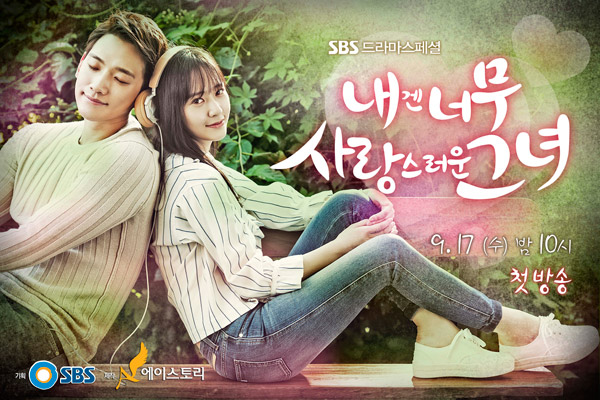 SBS 드라마스페셜
내겐 너무
사랑스러운 그녀
9.17 (수) 밤 10시
첫방송
기획 SBS 제작 에이스토리